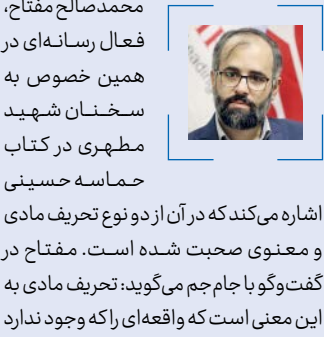 محمدصالح مفتاح،
فعال رسانه‌ای در
همین خصوص به
سخنان شهید
مطهری در کتاب
حماسه حسینی
اشاره می‌کند که در آن از دو نوع تحریف مادی
و معنوی صحبت شده است. مفتاح در
گفت‌وگو با جام‌جم می‌گوید: تحریف مادی به
این معنی است که واقعه‌ای را که وجود ندارد